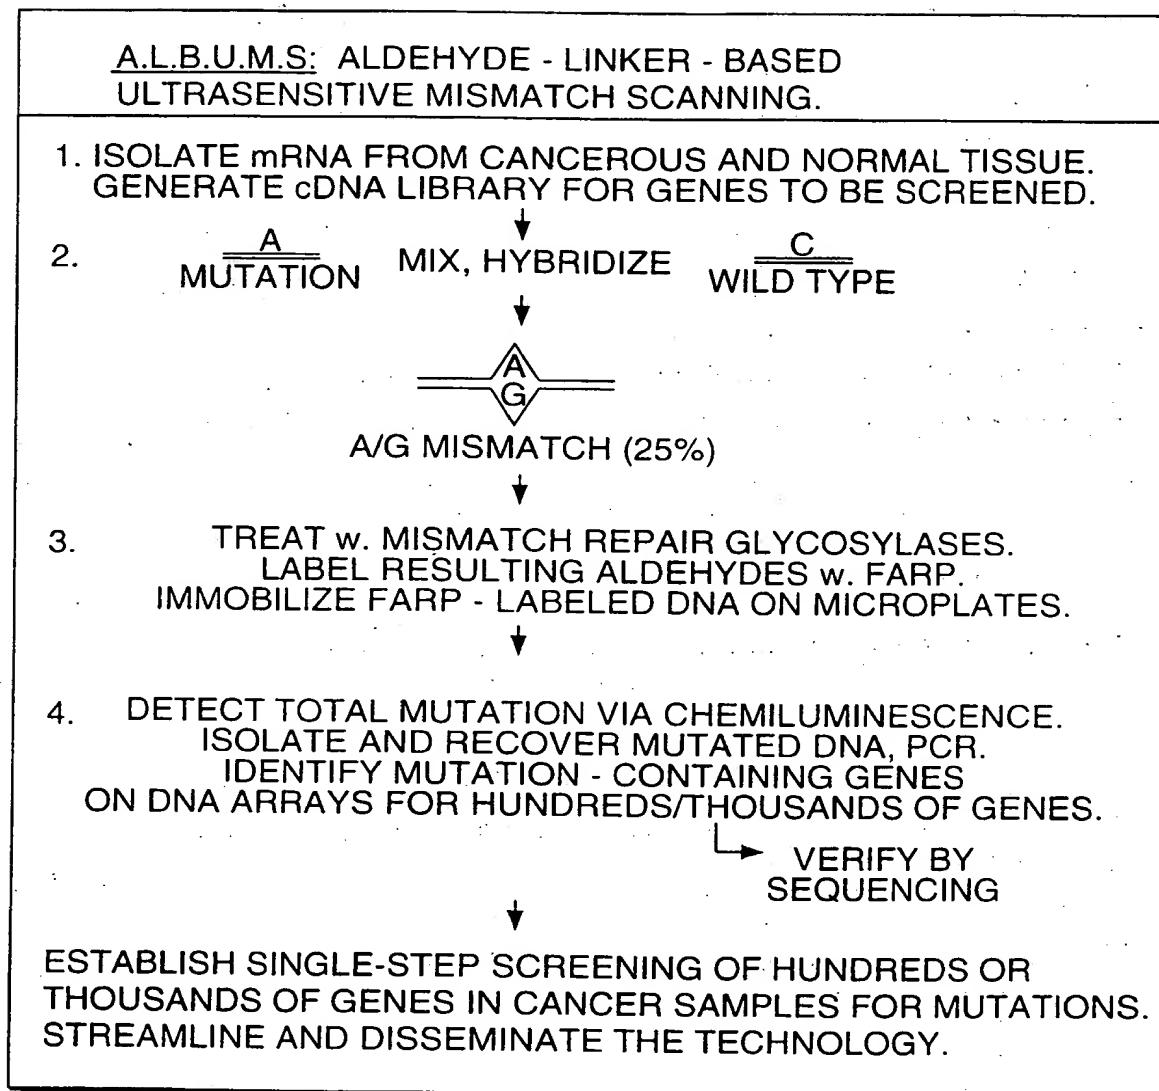 A.L.B.U.M.S: ALDEHYDE - LINKER - BASED
ULTRASENSITIVE MISMATCH SCANNING.
1. ISOLATE mRNA FROM CANCEROUS AND NORMAL TISSUE.
GENERATE cDNA LIBRARY FOR GENES TO BE SCREENED.
2. A MIX, HYBRIDIZE C
MUTATION WILD TYPE
A
G
A/G MISMATCH (25%)
3. TREAT w. MISMATCH REPAIR GLYCOSYLASES.
LABEL RESULTING ALDEHYDES w. FARP.
IMMOBILIZE FARP - LABELED DNA ON MICROPLATES.
4. DETECT TOTAL MUTATION VIA CHEMILUMINESCENCE.
ISOLATE AND RECOVER MUTATED DNA, PCR.
IDENTIFY MUTATION - CONTAINING GENES
ON DNA ARRAYS FOR HUNDREDS/THOUSANDS OF GENES.
VERIFY BY
SEQUENCING
ESTABLISH SINGLE-STEP SCREENING OF HUNDREDS OR
THOUSANDS OF GENES IN CANCER SAMPLES FOR MUTATIONS.
STREAMLINE AND DISSEMINATE THE TECHNOLOGY.